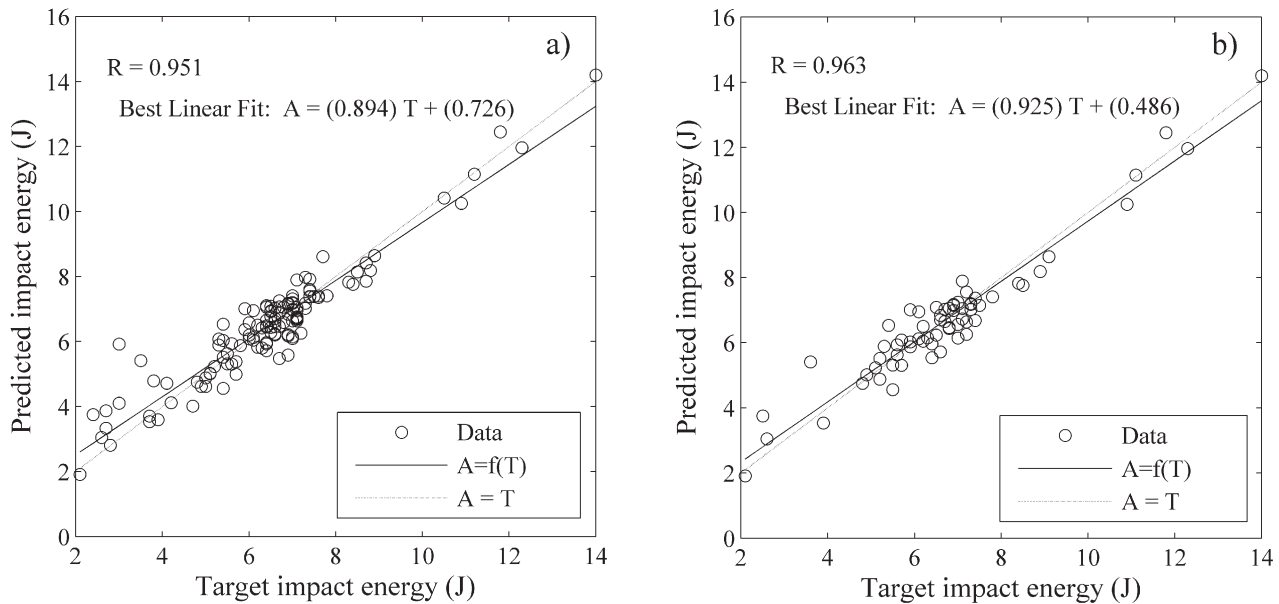 a)
R = 0.951
Best Linear Fit: A = (0.894) T + (0.726)
Predicted impact energy (J)
16
14
12
10
8
6
4
2
0
Data
A=f(T)
A = T
2 4 6 8 10 12 14
Target impact energy (J)
b)
R = 0.963
Best Linear Fit: A = (0.925) T + (0.486)
Predicted impact energy (J)
16
14
12
10
8
6
4
2
0
Data
A=f(T)
A = T
2 4 6 8 10 12 14
Target impact energy (J)